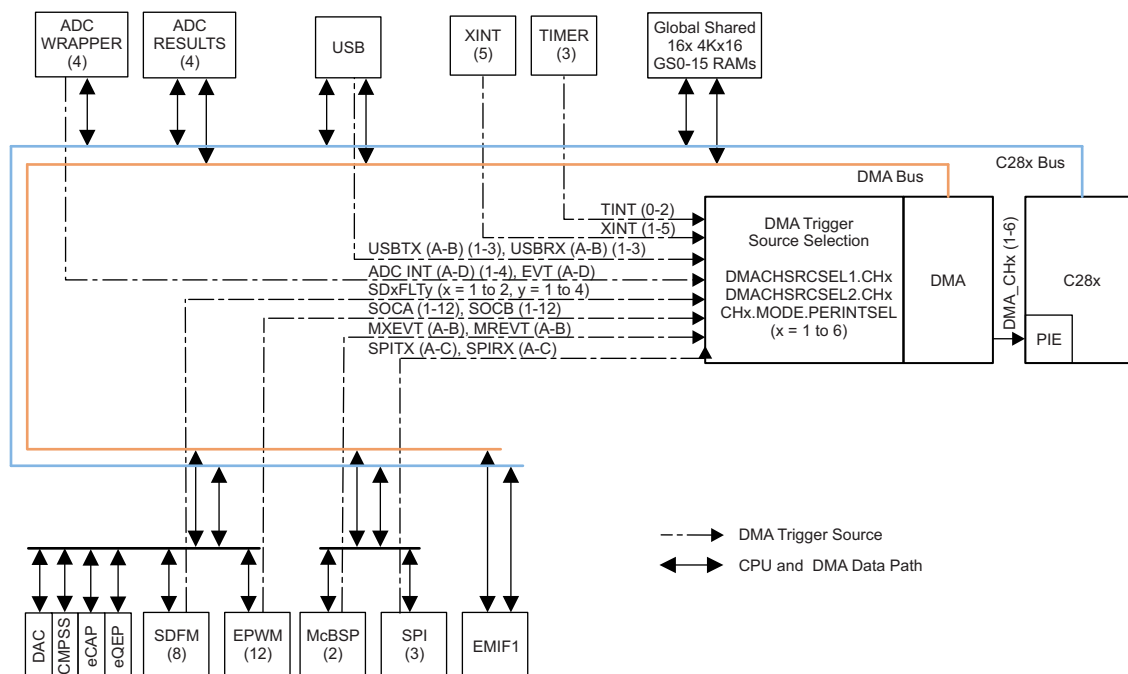 ADC
WRAPPER
(4)
ADC
RESULTS
(4)
USB
XINT
(5)
TIMER
(3)
Global Shared
16x 4Kx16
GS0-15 RAMs
C28x Bus
DMA Bus
TINT (0-2)
XINT (1-5)
USBTX (A-B) (1-3), USBRX (A-B) (1-3)
ADC INT (A-D) (1-4), EVT (A-D)
SDxFLTy (x = 1 to 2, y = 1 to 4)
SOCA (1-12), SOCB (1-12)
MXEVT (A-B), MREVT (A-B)
SPITX (A-C), SPIRX (A-C)
DMA Trigger
Source Selection
DMACHSRCSEL1.CHx
DMACHSRCSEL2.CHx
CHx.MODE.PERINTSEL
(x = 1 to 6)
DMA
DMA_CHx (1-6)
C28x
PIE
DMA Trigger Source
CPU and DMA Data Path
DAC
CMPSS
eCAP
eQEP
SDFM
(8)
EPWM
(12)
McBSP
(2)
SPI
(3)
EMIF1